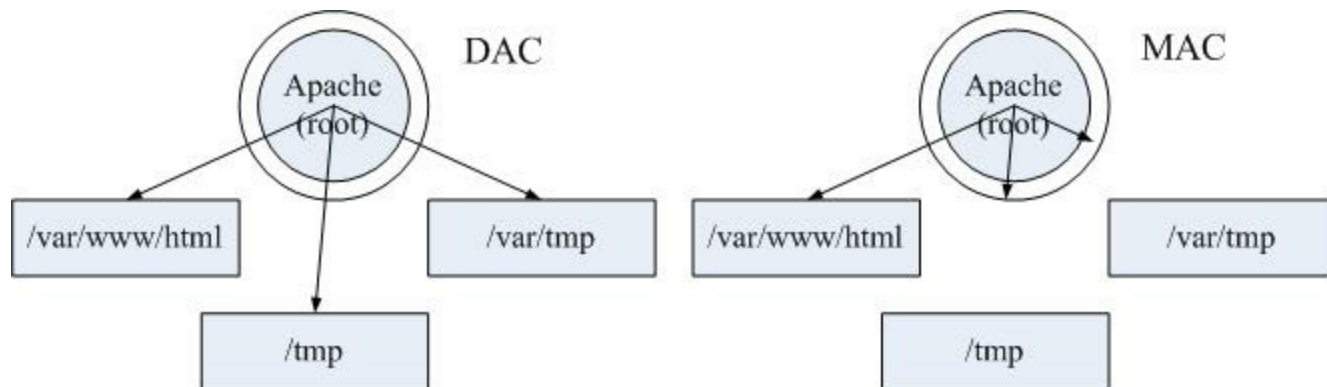 DAC
Apache
(root)
/var/www/html
/var/tmp
/tmp
MAC
Apache
(root)
/var/www/html
/var/tmp
/tmp